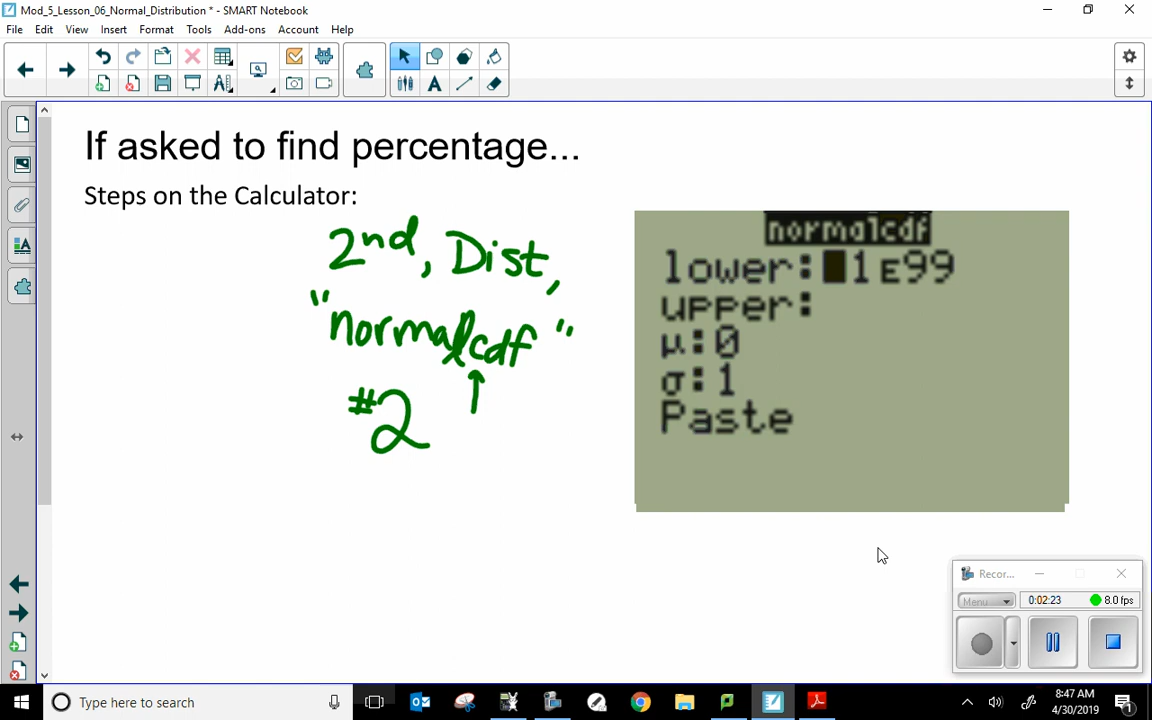 Mod_5_Lesson_06_Normal_Distribution * - SMART Notebook
File Edit View Insert Format Tools Add-ons Account Help
If asked to find percentage...
Steps on the Calculator:
2nd, Dist,
"normalcdf"
#2
normalcdf
lower: 1E99
upper:
μ:0
σ:1
Paste
Recor...
Menu
0:02:23
8.0 fps
Type here to search
8:47 AM
4/30/2019
1